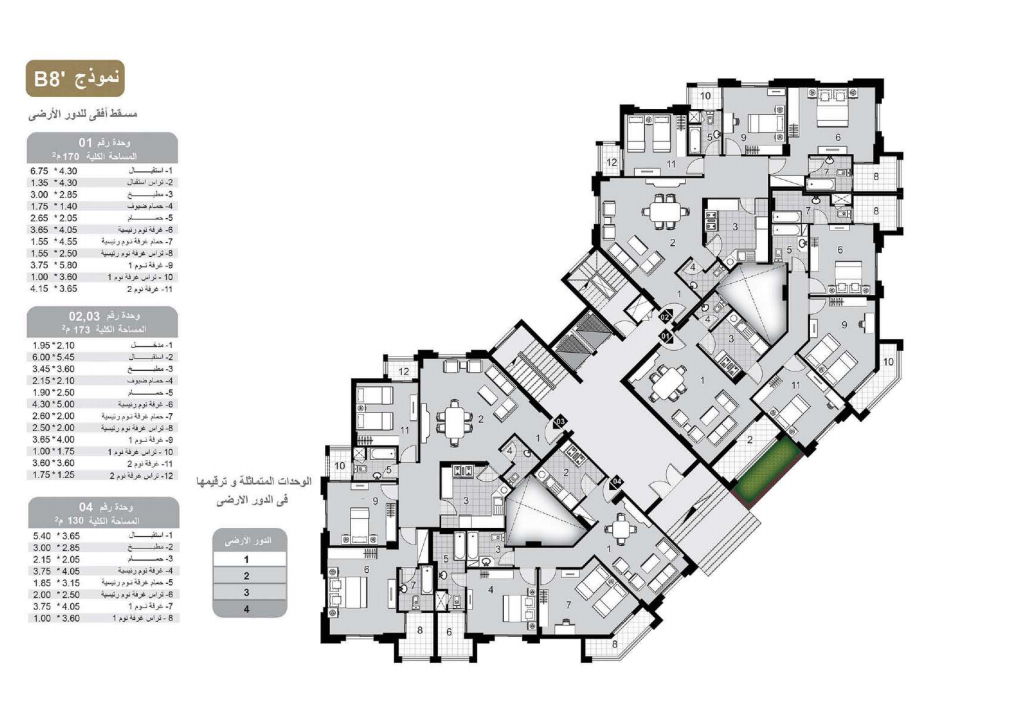 نموذج 'B8
مسقط أفقى للدور الأرضى
وحدة رقم 01
المساحة الكلية 170 م²
1- استقبـــــال 4.30 * 6.75
2- تراس استقبال 4.30 * 1.35
3- مطبـــــخ 2.85 * 3.00
4- حمام ضيوف 1.40 * 1.75
5- حمـــــام 2.05 * 2.65
6- غرفة نوم رئيسية 4.05 * 3.65
7- حمام غرفة نوم رئيسية 4.55 * 1.55
8- تراس غرفة نوم رئيسية 2.50 * 1.55
9- غرفة نــوم 1 5.80 * 3.75
10 - تراس غرفة نوم 1 3.60 * 1.00
11- غرفة نوم 2 3.65 * 4.15
وحدة رقم 02,03
المساحة الكلية 173 م²
1- مدخـــــل 2.10*1.95
2- استقبـــــال 5.45*6.00
3- مطبـــــخ 3.60*3.45
4- حمـام ضيوف 2.10*2.15
5- حمـــــام 2.50*1.90
6- غرفة نوم رئيسية 5.00*4.30
7- حمام غرفة نوم رئيسية 2.00*2.60
8- تراس غرفة نوم رئيسية 2.00*2.50
9- غرفة نــوم 1 4.00*3.65
10 - تراس غرفة نوم 1 1.75*1.00
11- غرفة نوم 2 3.60*3.60
12- تراس غرفة نوم 2 1.25*1.75
وحدة رقم 04
المساحة الكلية 130 م²
1- استقبـــــال 3.65* 5.40
2- مطبـــــخ 2.85 * 3.00
3- حمـــــام 2.05 * 2.15
4- غرفة نوم رئيسية 4.05 * 3.75
5- حمام غرفة نوم رئيسية 3.15 * 1.65
6- تراس غرفة نوم رئيسية 2.50 * 2.00
7- غرفة نــوم 1 4.05 * 3.75
8 - تراس غرفة نوم 1 3.60 * 1.00
الوحدات المتماثلة و ترقيمها
فى الدور الارضى
الدور الارضى
1
2
3
4
10
5
9
6
12
11
7
8
2
3
7
8
4
5
6
1
02
4
9
01
3
10
1
11
2
12
2
11
03
1
4
10
5
2
04
3
9
1
3
6
5
7
4
7
8
6
8